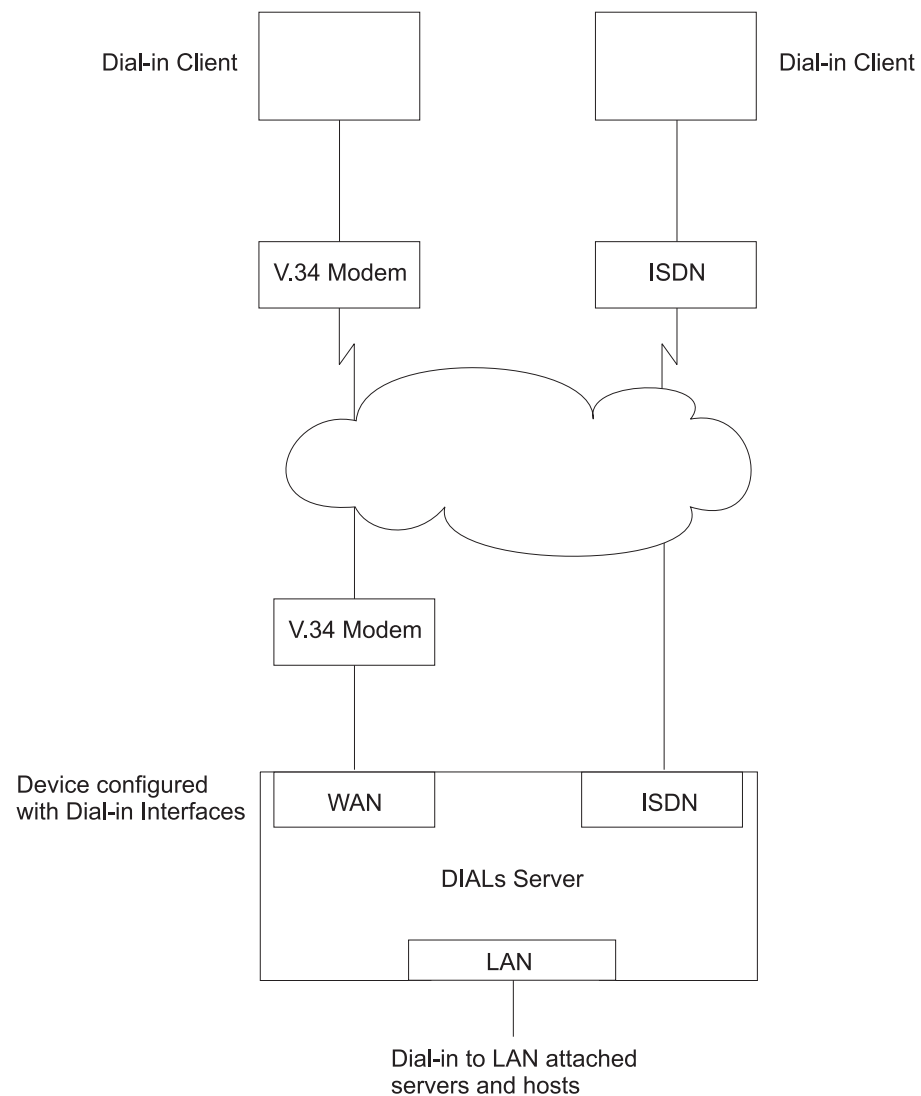 Dial-in Client
Dial-in Client
V.34 Modem
ISDN
V.34 Modem
Device configured
with Dial-in Interfaces
WAN
ISDN
DIALs Server
LAN
Dial-in to LAN attached
servers and hosts